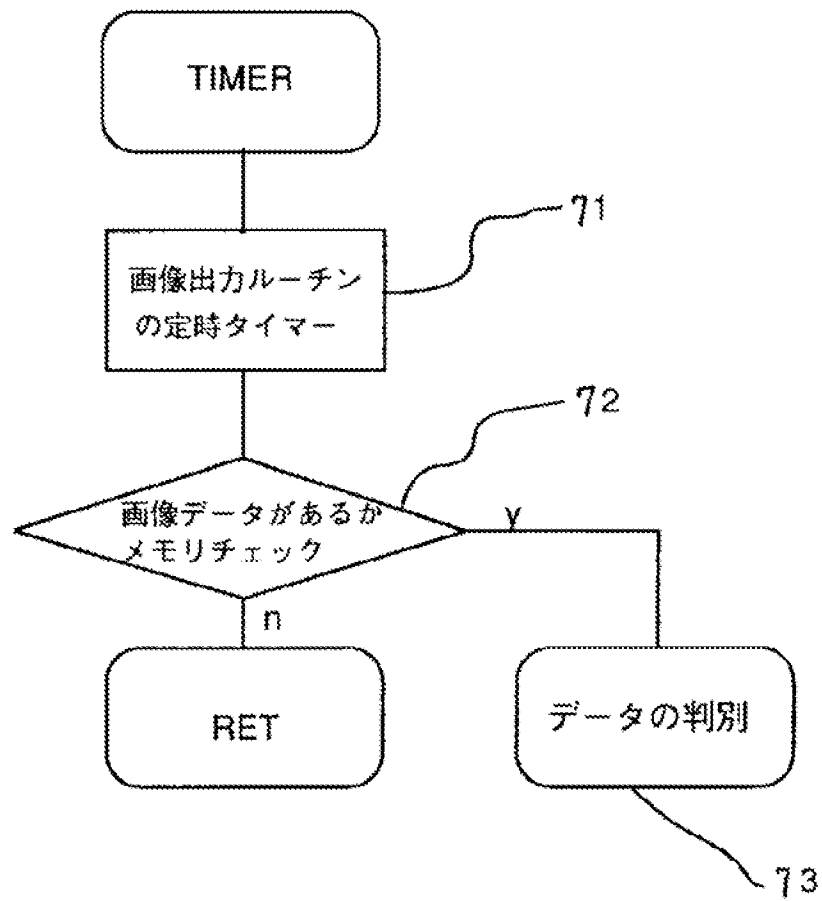 TIMER
71
画像出力ルーチン
の定時タイマー
72
画像データがあるか
メモリチェック
y
n
RET
データの判別
73